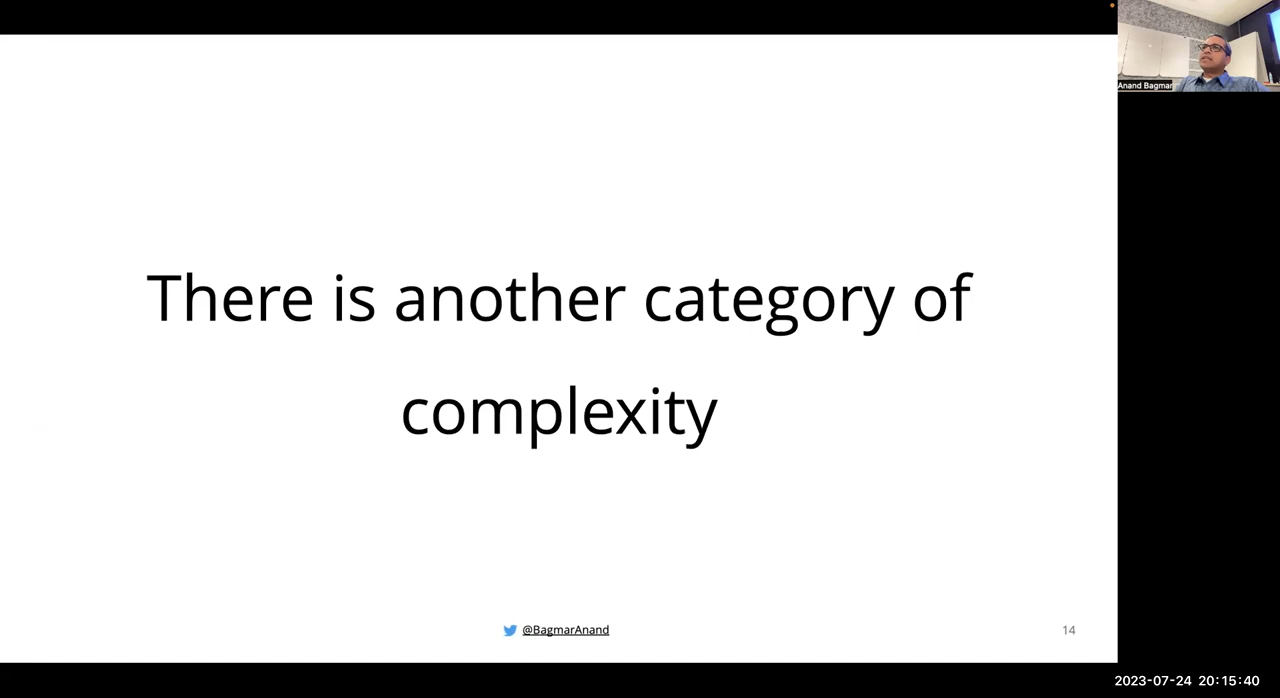 Anand Bagmar
There is another category of
complexity
@BagmarAnand
14
2023-07-24 20:15:40